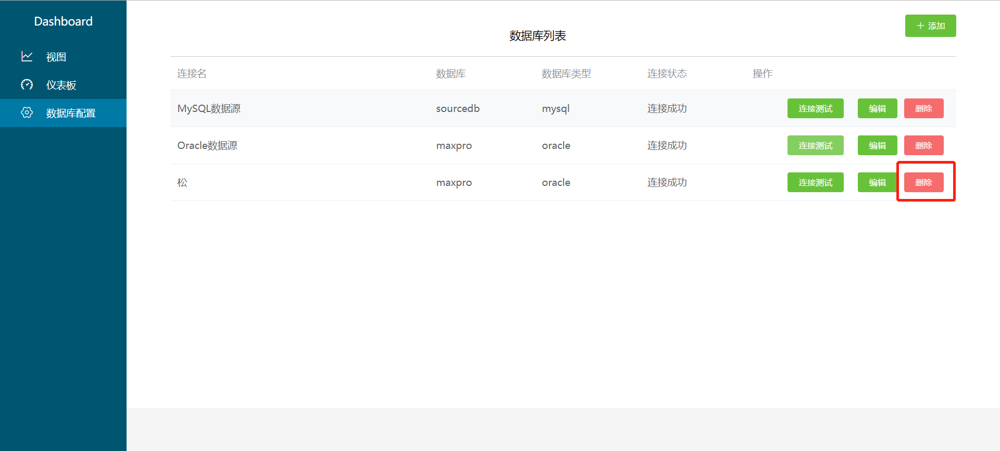 Dashboard
视图
仪表板
数据库配置
添加
数据库列表
连接名 数据库 数据库类型 连接状态 操作
MySQL数据源 sourcedb mysql 连接成功 连接测试 编辑 删除
Oracle数据源 maxpro oracle 连接成功 连接测试 编辑 删除
松 maxpro oracle 连接成功 连接测试 编辑 删除